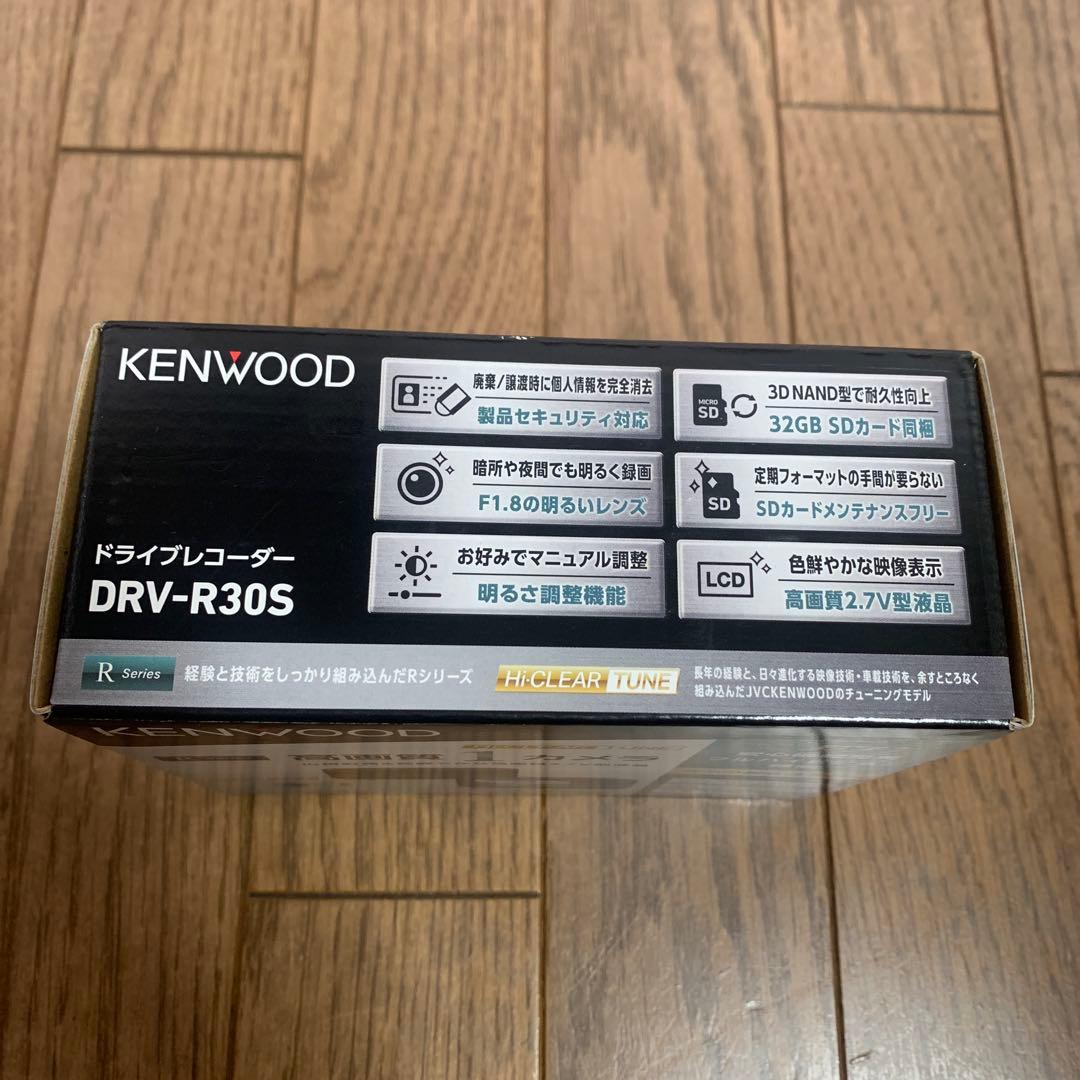 KENWOOD
ドライブレコーダー
DRV-R30S
廃棄/譲渡時に個人情報を完全消去
製品セキュリティ対応
MICRO
SD
3D NAND型で耐久性向上
32GB SDカード同梱
暗所や夜間でも明るく録画
F1.8の明るいレンズ
SD
定期フォーマットの手間が要らない
SDカードメンテナンスフリー
お好みでマニュアル調整
明るさ調整機能
LCD
色鮮やかな映像表示
高画質2.7V型液晶
R Series
経験と技術をしっかり組み込んだRシリーズ
Hi-CLEAR TUNE
長年の経験と、日々進化する映像技術・車載技術を、余すところなく
組み込んだJVCKENWOODのチューニングモデル
KENWOOD
高画質 1カメラ